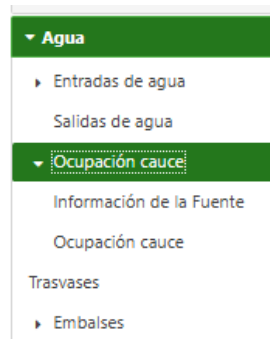 Agua
Entradas de agua
Salidas de agua
Ocupación cauce
Información de la Fuente
Ocupación cauce
Trasvases
Embalses